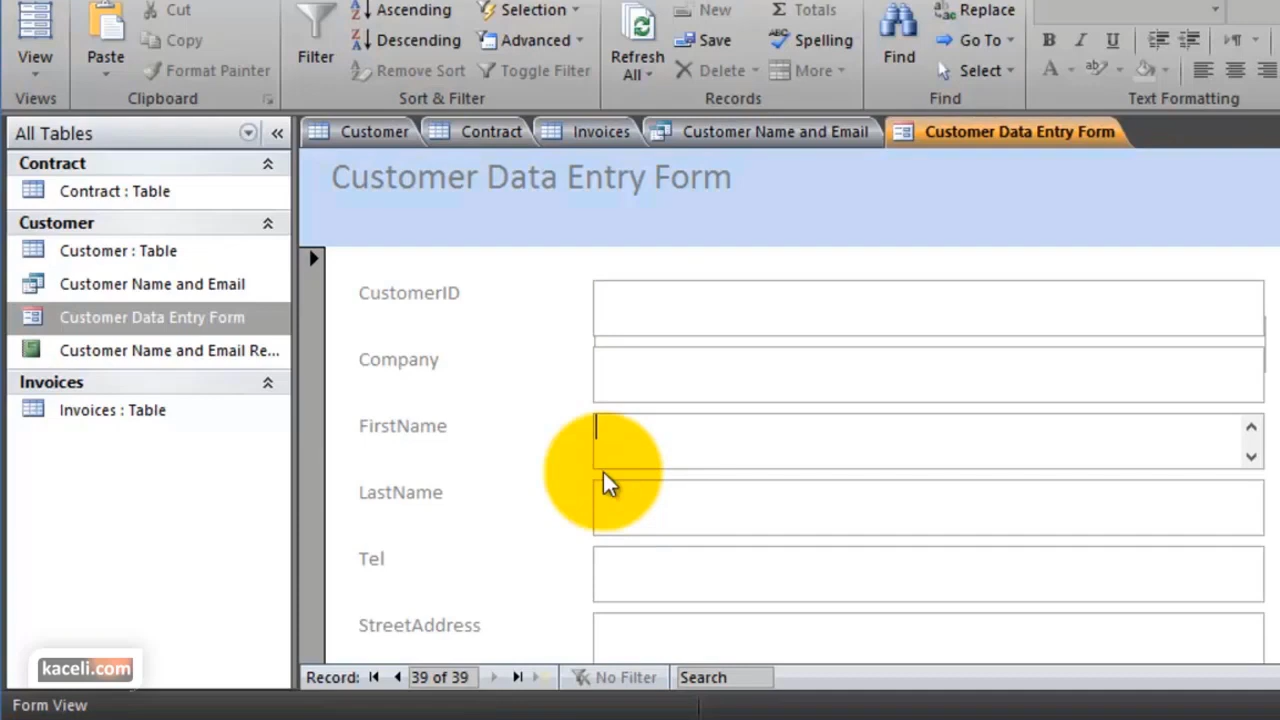 View
Views
Paste
Cut
Copy
Format Painter
Clipboard
Filter
Ascending
Descending
Remove Sort
Selection
Advanced
Toggle Filter
Sort & Filter
Refresh
All
New
Save
Delete
Totals
Spelling
More
Records
Find
Replace
Go To
Select
Find
B I U
A
Text Formatting
All Tables
Contract
Contract : Table
Customer
Customer : Table
Customer Name and Email
Customer Data Entry Form
Customer Name and Email Re...
Invoices
Invoices : Table
Customer Contract Invoices Customer Name and Email Customer Data Entry Form
Customer Data Entry Form
CustomerID
Company
FirstName
LastName
Tel
StreetAddress
kaceli.com
Record: 39 of 39 No Filter Search
Form View